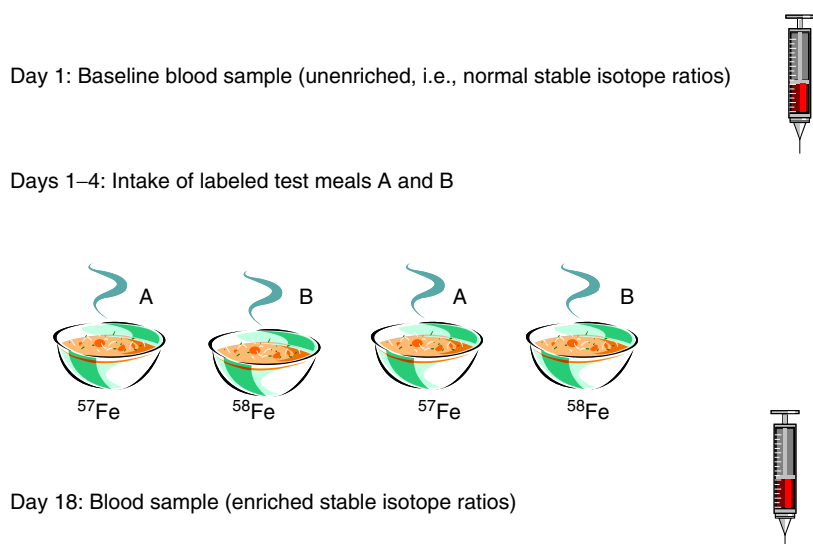 Day 1: Baseline blood sample (unenriched, i.e., normal stable isotope ratios)
Days 1–4: Intake of labeled test meals A and B
A B A B
⁵⁷Fe ⁵⁸Fe ⁵⁷Fe ⁵⁸Fe
Day 18: Blood sample (enriched stable isotope ratios)